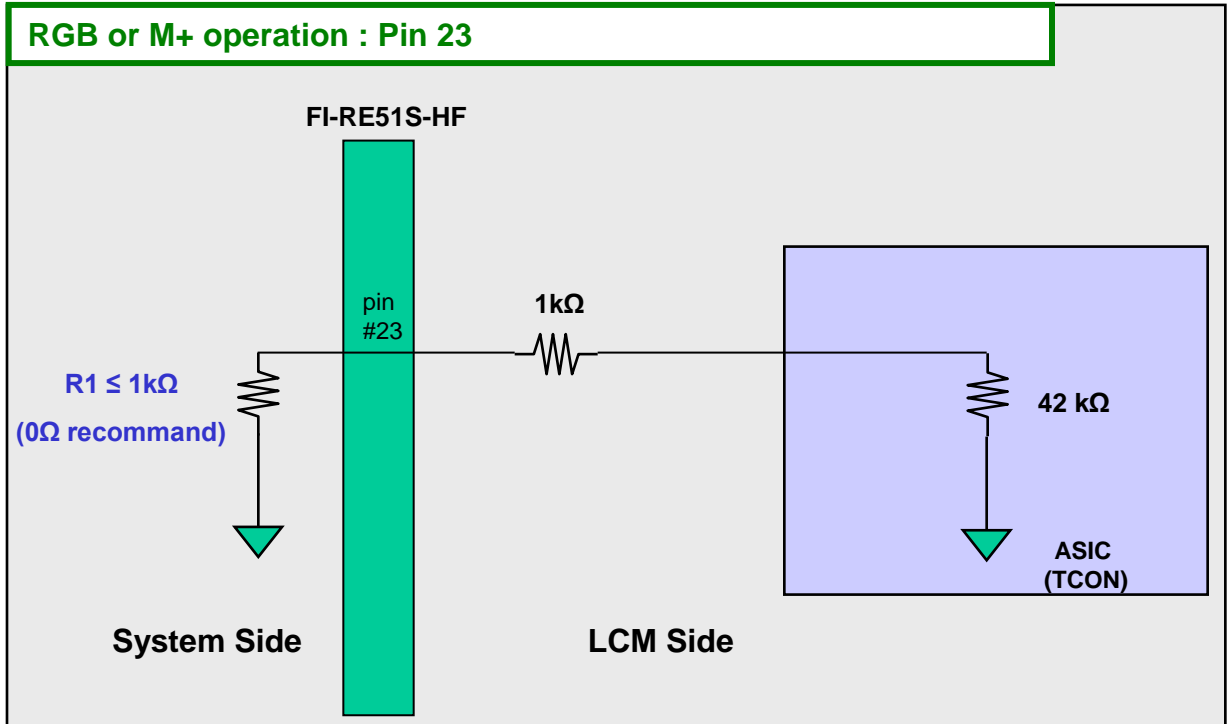 RGB or M+ operation : Pin 23
FI-RE51S-HF
pin
#23
1kΩ
R1 ≤ 1kΩ
(0Ω recommand)
42 kΩ
ASIC
(TCON)
System Side
LCM Side